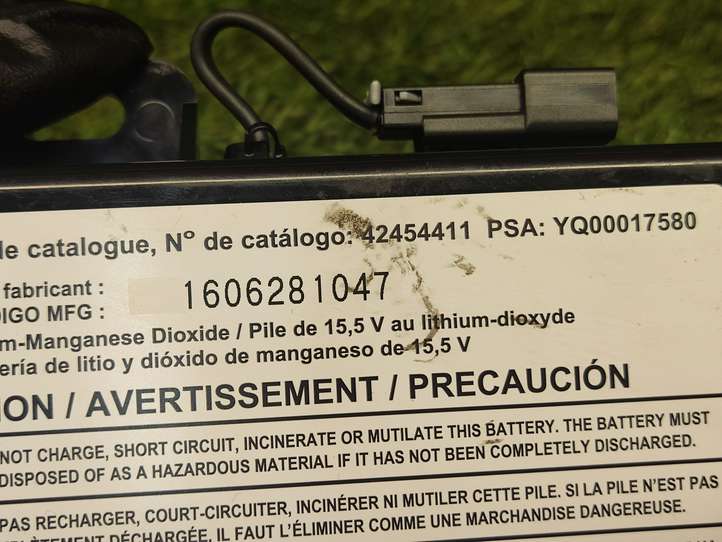 de catalogue, Nº de catálogo: 42454411 PSA: YQ00017580
fabricant :
1606281047
DIGO MFG :
m-Manganese Dioxide / Pile de 15,5 V au lithium-dioxyde
ería de litio y dióxido de manganeso de 15,5 V
ION / AVERTISSEMENT / PRECAUCIÓN
NOT CHARGE, SHORT CIRCUIT, INCINERATE OR MUTILATE THIS BATTERY. THE BATTERY MUST
DISPOSED OF AS A HAZARDOUS MATERIAL IF IT HAS NOT BEEN COMPLETELY DISCHARGED.
PAS RECHARGER, COURT-CIRCUITER, INCINÉRER NI MUTILER CETTE PILE. SI LA PILE N'EST PAS
ÈTEMENT DÉCHARGÉE, IL FAUT L'ÉLIMINER COMME UNE MARCHANDISE DANGEREUSE.